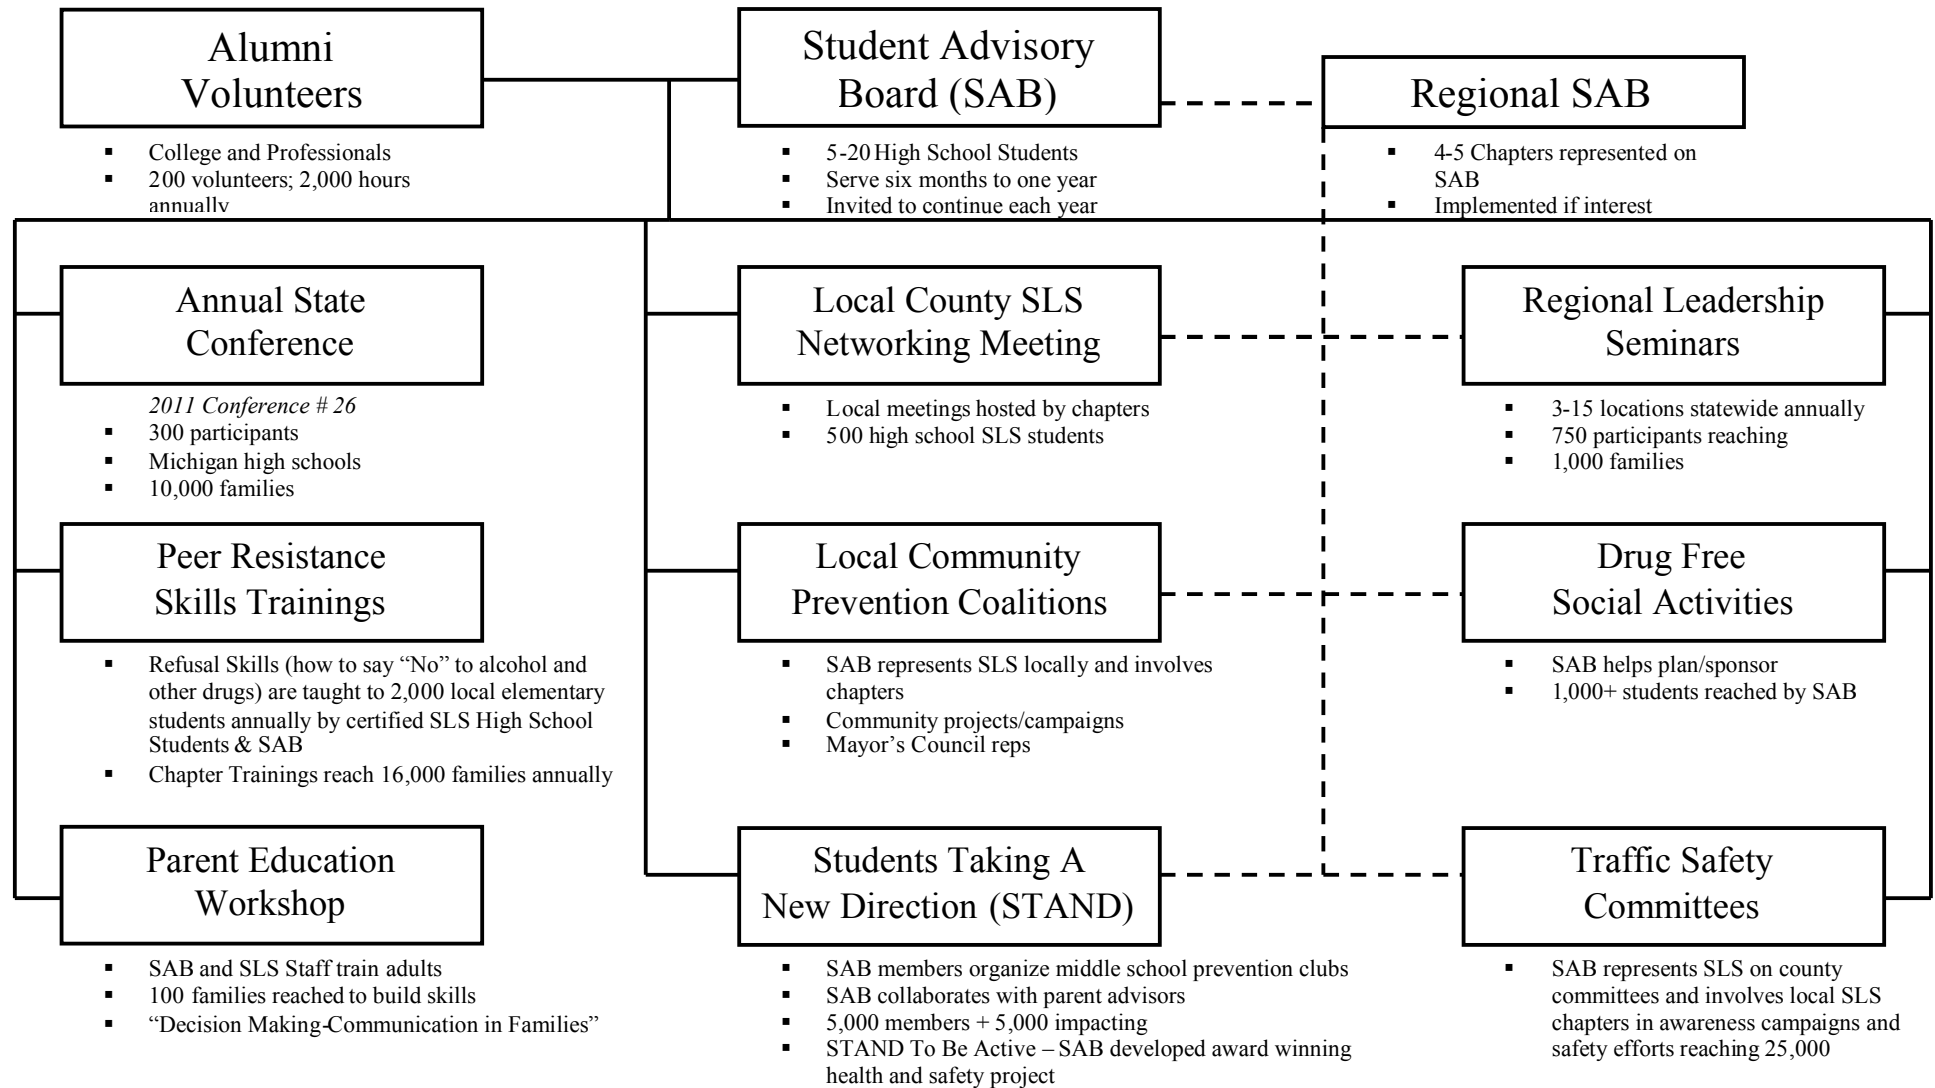 Alumni
Volunteers
▪ College and Professionals
▪ 200 volunteers; 2,000 hours
annually
Student Advisory
Board (SAB)
▪ 5-20 High School Students
▪ Serve six months to one year
▪ Invited to continue each year
Regional SAB
▪ 4-5 Chapters represented on
SAB
▪ Implemented if interest
Annual State
Conference
2011 Conference # 26
▪ 300 participants
▪ Michigan high schools
▪ 10,000 families
Local County SLS
Networking Meeting
▪ Local meetings hosted by chapters
▪ 500 high school SLS students
Regional Leadership
Seminars
▪ 3-15 locations statewide annually
▪ 750 participants reaching
▪ 1,000 families
Peer Resistance
Skills Trainings
▪ Refusal Skills (how to say “No” to alcohol and
other drugs) are taught to 2,000 local elementary
students annually by certified SLS High School
Students & SAB
▪ Chapter Trainings reach 16,000 families annually
Local Community
Prevention Coalitions
▪ SAB represents SLS locally and involves
chapters
▪ Community projects/campaigns
▪ Mayor’s Council reps
Drug Free
Social Activities
▪ SAB helps plan/sponsor
▪ 1,000+ students reached by SAB
Parent Education
Workshop
▪ SAB and SLS Staff train adults
▪ 100 families reached to build skills
▪ “Decision Making-Communication in Families”
Students Taking A
New Direction (STAND)
▪ SAB members organize middle school prevention clubs
▪ SAB collaborates with parent advisors
▪ 5,000 members + 5,000 impacting
▪ STAND To Be Active – SAB developed award winning
health and safety project
Traffic Safety
Committees
▪ SAB represents SLS on county
committees and involves local SLS
chapters in awareness campaigns and
safety efforts reaching 25,000